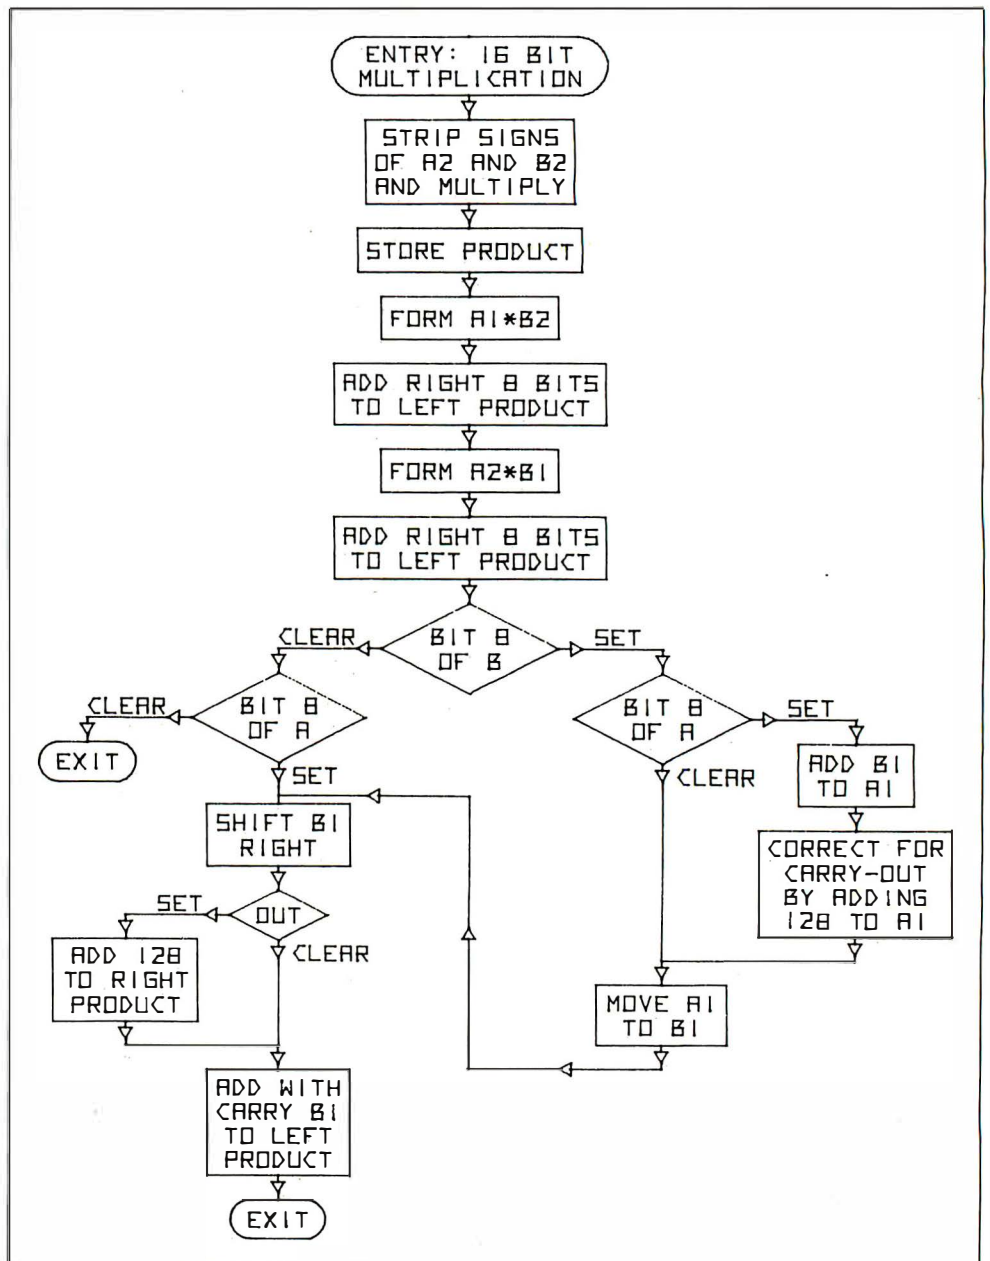 ENTRY: 16 BIT
MULTIPLICATION
STRIP SIGNS
OF A2 AND B2
AND MULTIPLY
STORE PRODUCT
FORM A1*B2
ADD RIGHT 8 BITS
TO LEFT PRODUCT
FORM A2*B1
ADD RIGHT 8 BITS
TO LEFT PRODUCT
BIT 8
OF B
CLEAR
SET
BIT 8
OF A
CLEAR
EXIT
SET
BIT 8
OF A
SET
CLEAR
ADD B1
TO A1
CORRECT FOR
CARRY-OUT
BY ADDING
128 TO A1
MOVE A1
TO B1
SHIFT B1
RIGHT
OUT
SET
CLEAR
ADD 128
TO RIGHT
PRODUCT
ADD WITH
CARRY B1
TO LEFT
PRODUCT
EXIT